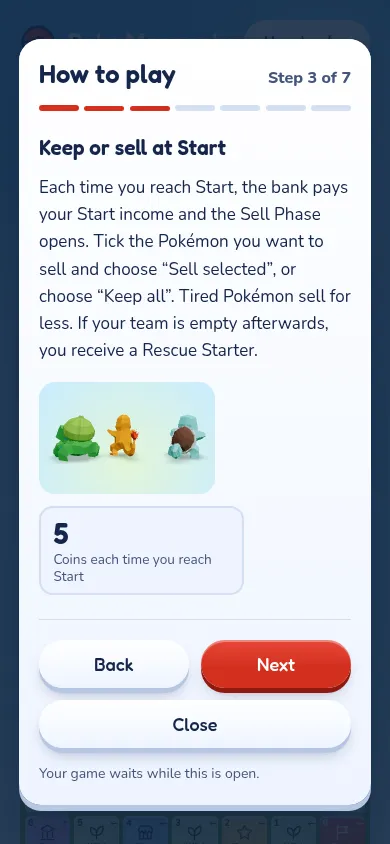 How to play
Step 3 of 7
Keep or sell at Start
Each time you reach Start, the bank pays
your Start income and the Sell Phase
opens. Tick the Pokémon you want to
sell and choose “Sell selected”, or
choose “Keep all”. Tired Pokémon sell for
less. If your team is empty afterwards,
you receive a Rescue Starter.
5
Coins each time you reach
Start
Back
Next
Close
Your game waits while this is open.